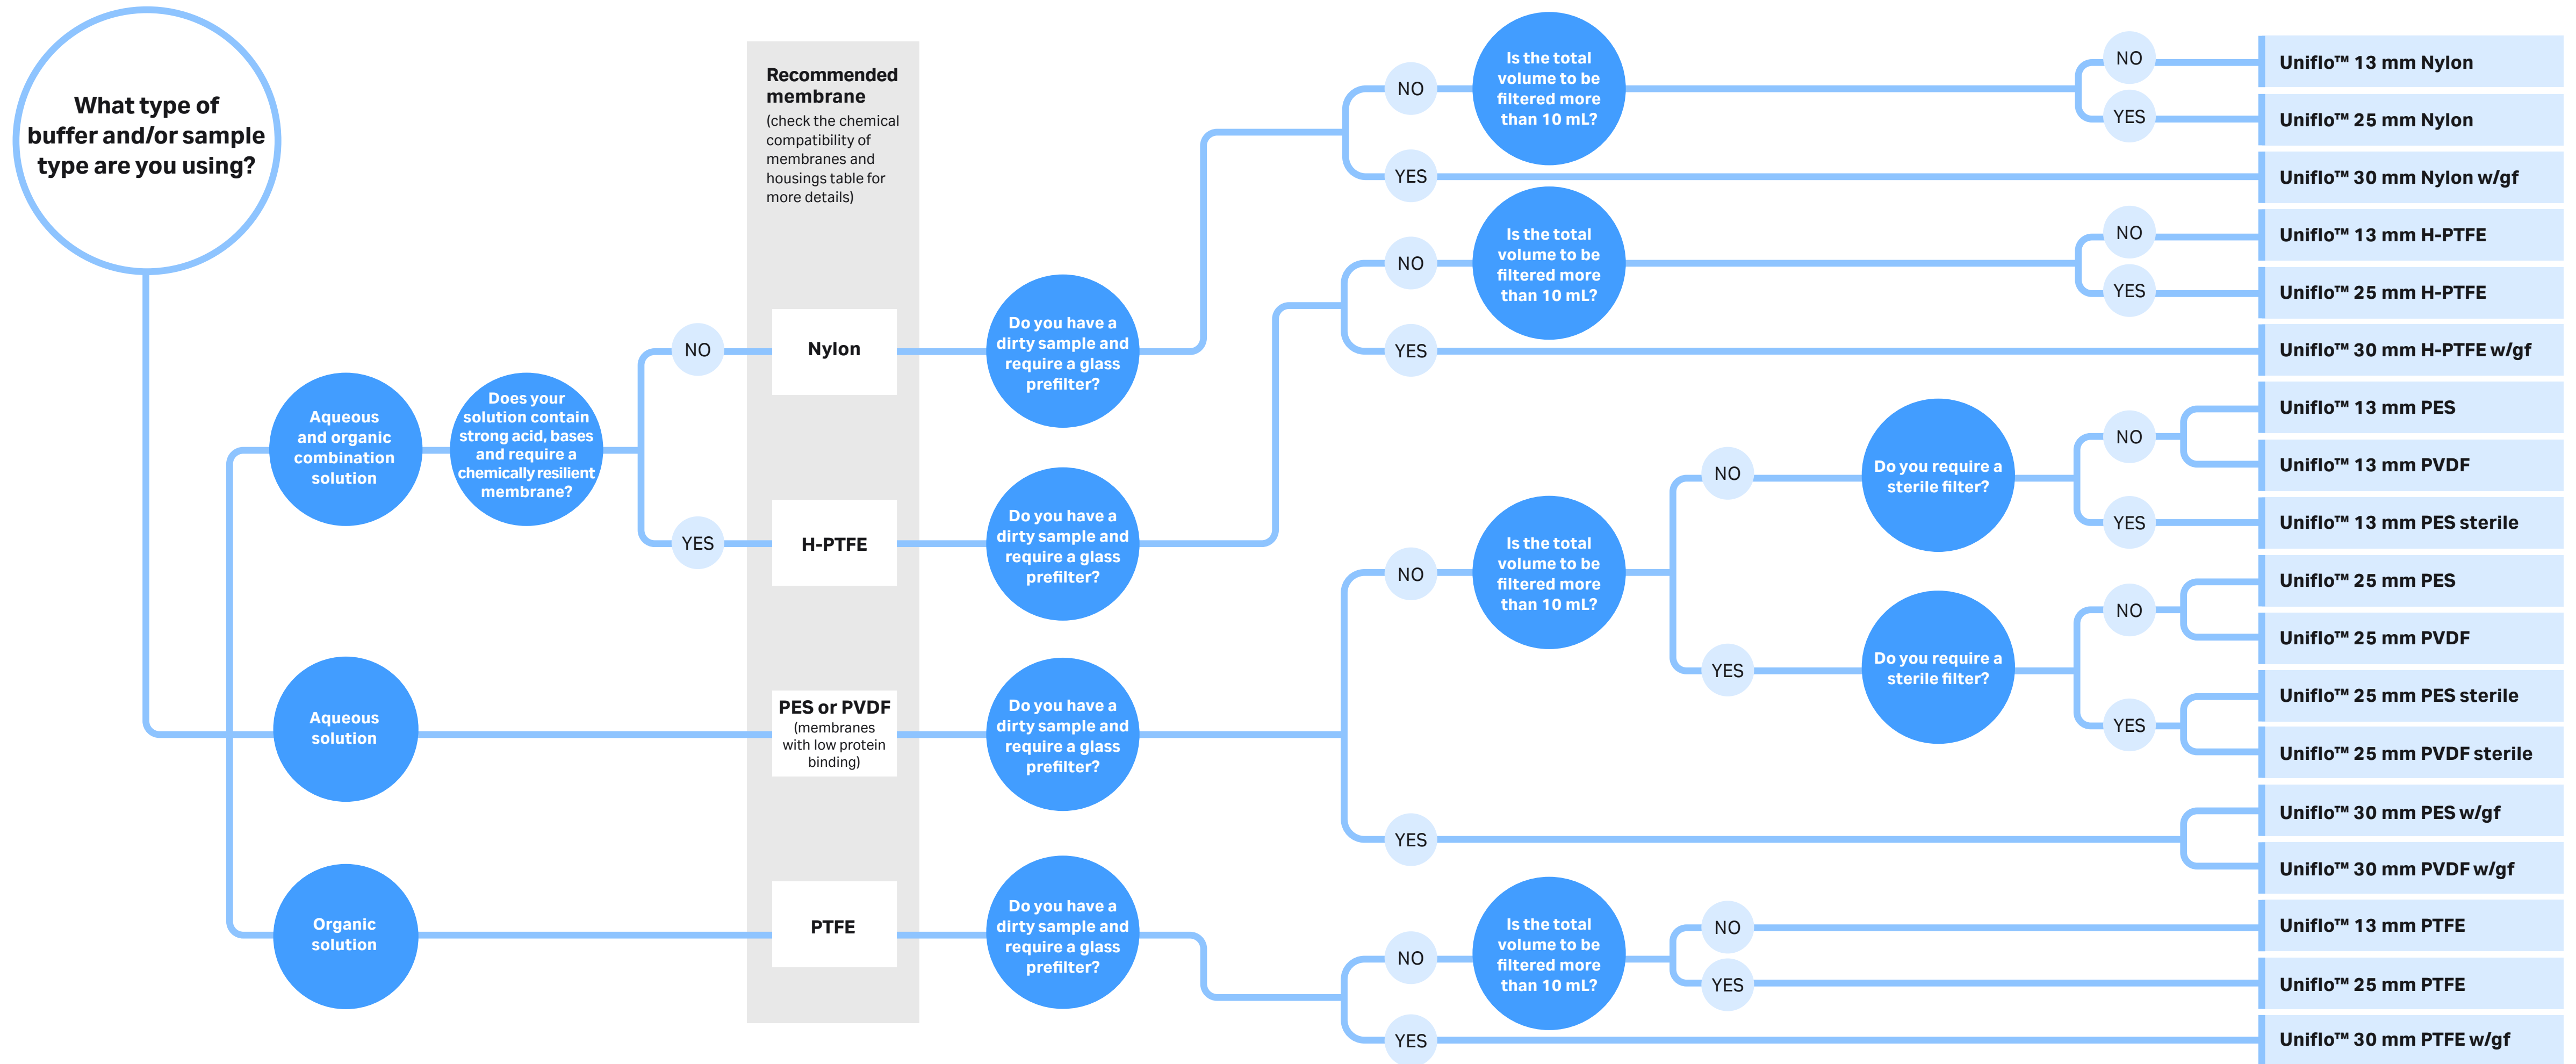 What type of
buffer and/or sample
type are you using?
Aqueous
and organic
combination
solution
Does your
solution contain
strong acid, bases
and require a
chemically resilient
membrane?
NO
YES
Aqueous
solution
Organic
solution
Recommended
membrane
(check the chemical
compatibility of
membranes and
housings table for
more details)
Nylon
H-PTFE
PES or PVDF
(membranes
with low protein
binding)
PTFE
Do you have a
dirty sample and
require a glass
prefilter?
Do you have a
dirty sample and
require a glass
prefilter?
Do you have a
dirty sample and
require a glass
prefilter?
Do you have a
dirty sample and
require a glass
prefilter?
NO
YES
NO
YES
NO
YES
NO
YES
Is the total
volume to be
filtered more
than 10 mL?
Is the total
volume to be
filtered more
than 10 mL?
Is the total
volume to be
filtered more
than 10 mL?
Is the total
volume to be
filtered more
than 10 mL?
NO
YES
NO
YES
Do you require a
sterile filter?
Do you require a
sterile filter?
NO
YES
NO
YES
NO
YES
NO
YES
Uniflo™ 13 mm Nylon
Uniflo™ 25 mm Nylon
Uniflo™ 30 mm Nylon w/gf
Uniflo™ 13 mm H-PTFE
Uniflo™ 25 mm H-PTFE
Uniflo™ 30 mm H-PTFE w/gf
Uniflo™ 13 mm PES
Uniflo™ 13 mm PVDF
Uniflo™ 13 mm PES sterile
Uniflo™ 25 mm PES
Uniflo™ 25 mm PVDF
Uniflo™ 25 mm PES sterile
Uniflo™ 25 mm PVDF sterile
Uniflo™ 30 mm PES w/gf
Uniflo™ 30 mm PVDF w/gf
Uniflo™ 13 mm PTFE
Uniflo™ 25 mm PTFE
Uniflo™ 30 mm PTFE w/gf